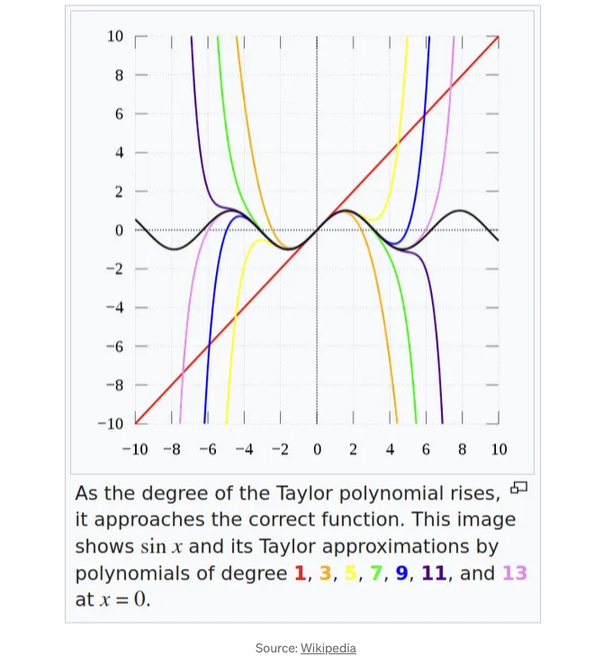 10
8
6
4
2
0
−2
−4
−6
−8
−10
−10 −8 −6 −4 −2 0 2 4 6 8 10
As the degree of the Taylor polynomial rises,
it approaches the correct function. This image
shows sin x and its Taylor approximations by
polynomials of degree 1, 3, 5, 7, 9, 11, and 13
at x = 0.
Source: Wikipedia